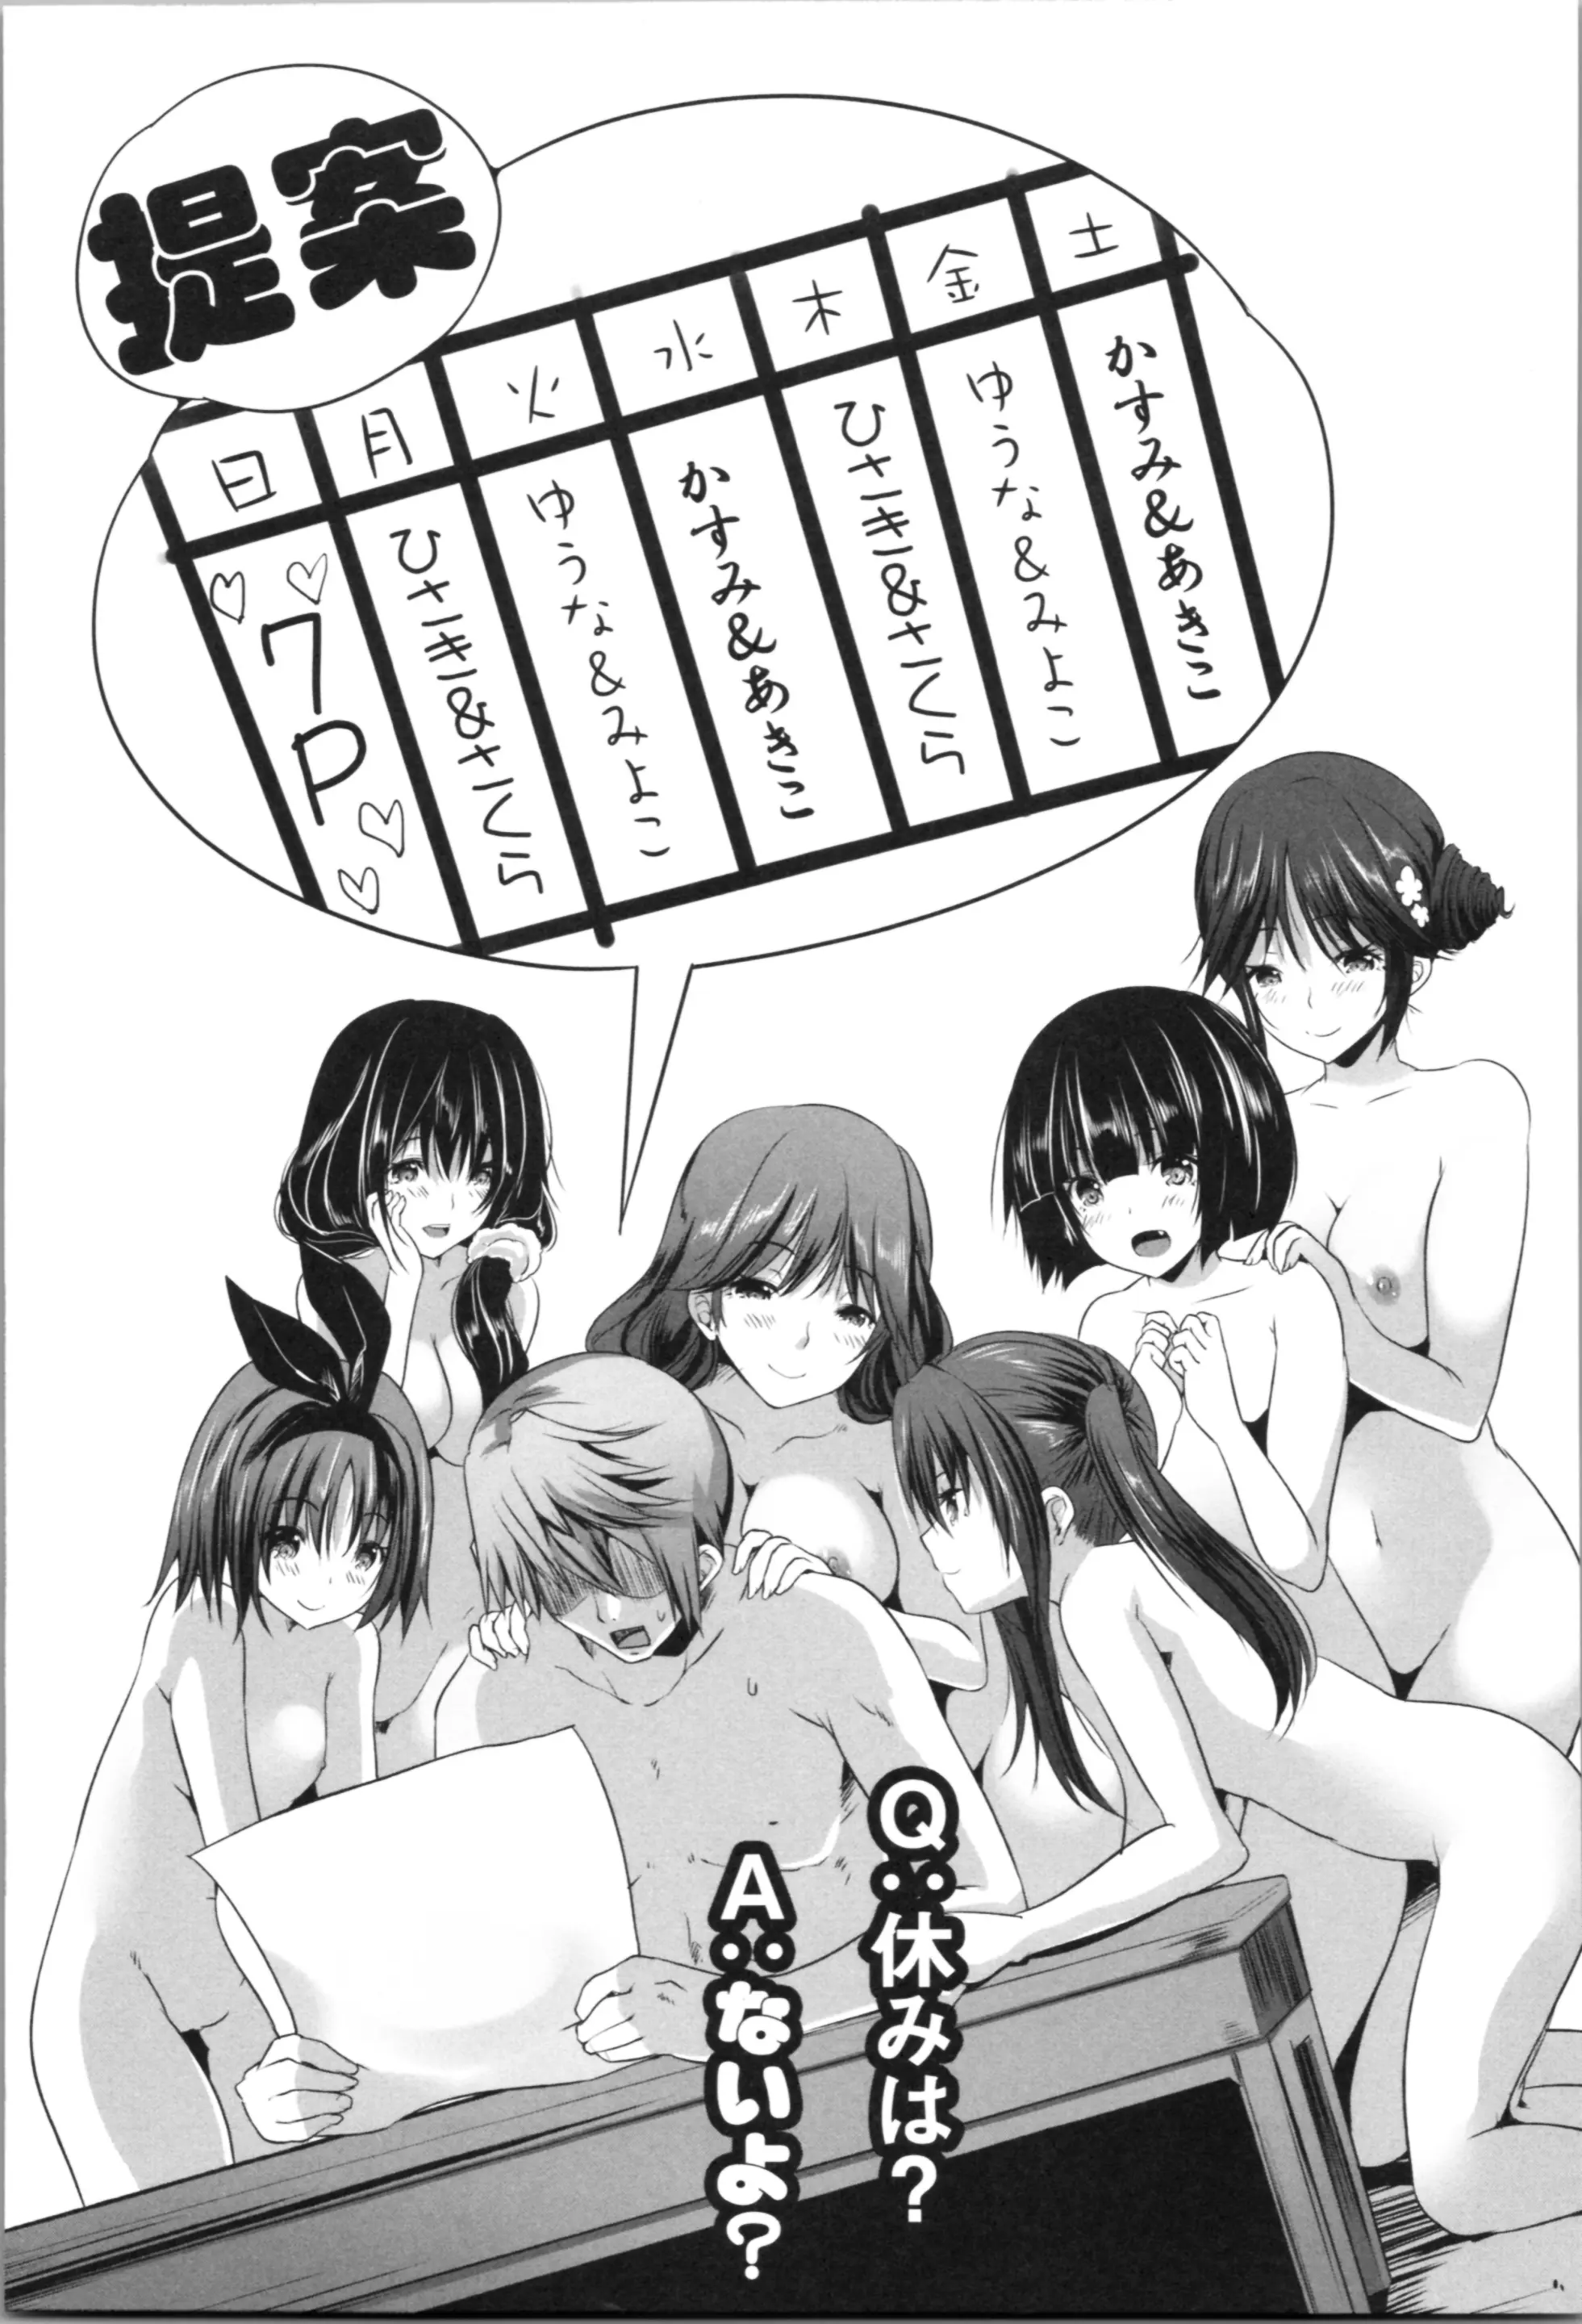 提案
日 月 火 水 木 金 土
7P
ひさき&さくら
ゆうな&みよこ
かすみ&あきこ
ひさき&さくら
ゆうな&みよこ
かすみ&あきこ
Q:休みは?
A:ないよ?